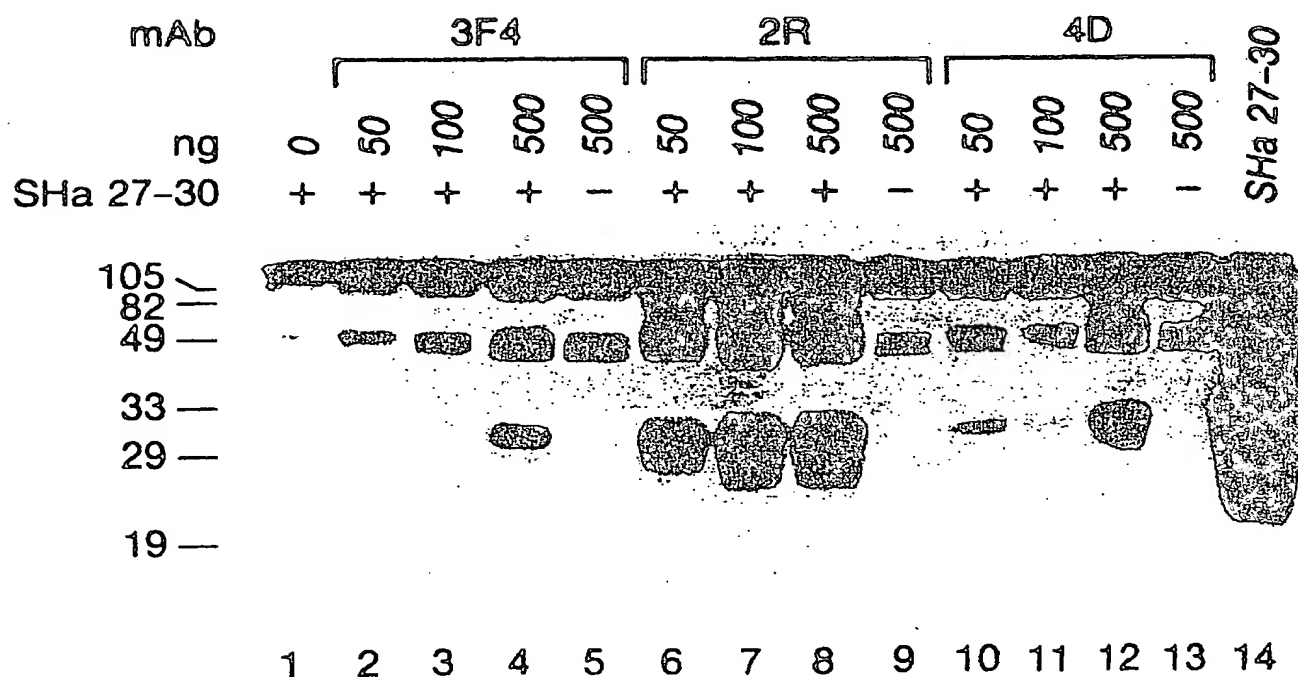 mAb 3F4 2R 4D SHa 27-30
ng 0 50 100 500 500 50 100 500 500 50 100 500 500
SHa 27-30 + + + + - + + + - + + + -
105
82
49
33
29
19
1 2 3 4 5 6 7 8 9 10 11 12 13 14